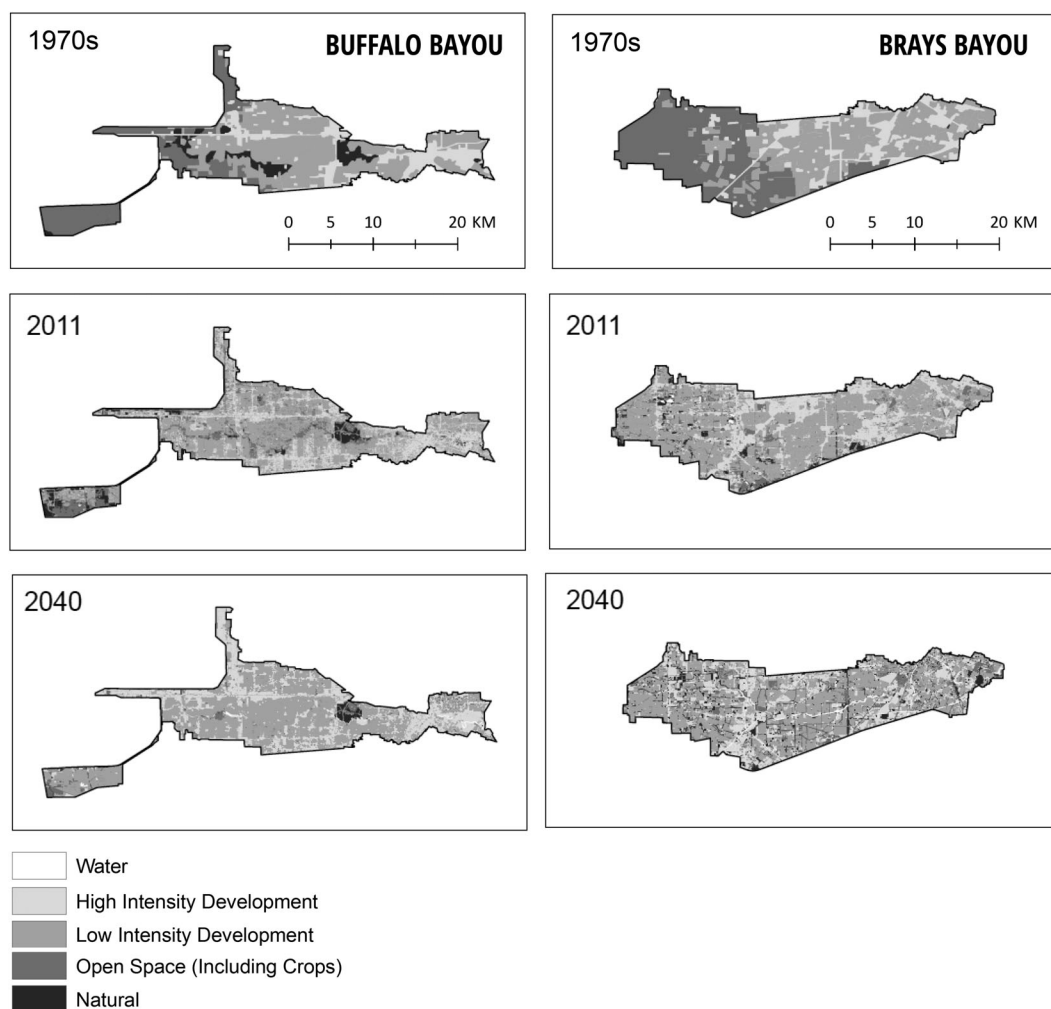 1970s
BUFFALO BAYOU
0 5 10 20 KM
1970s
BRAYS BAYOU
0 5 10 20 KM
2011
2011
2040
2040
Water
High Intensity Development
Low Intensity Development
Open Space (Including Crops)
Natural